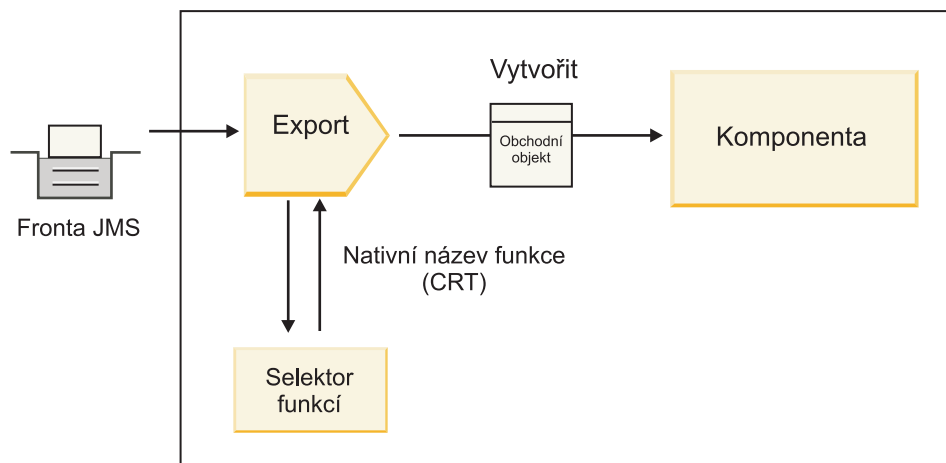 Vytvořit
Export
Obchodní
objekt
Komponenta
Fronta JMS
Nativní název funkce
(CRT)
Selektor
funkcí